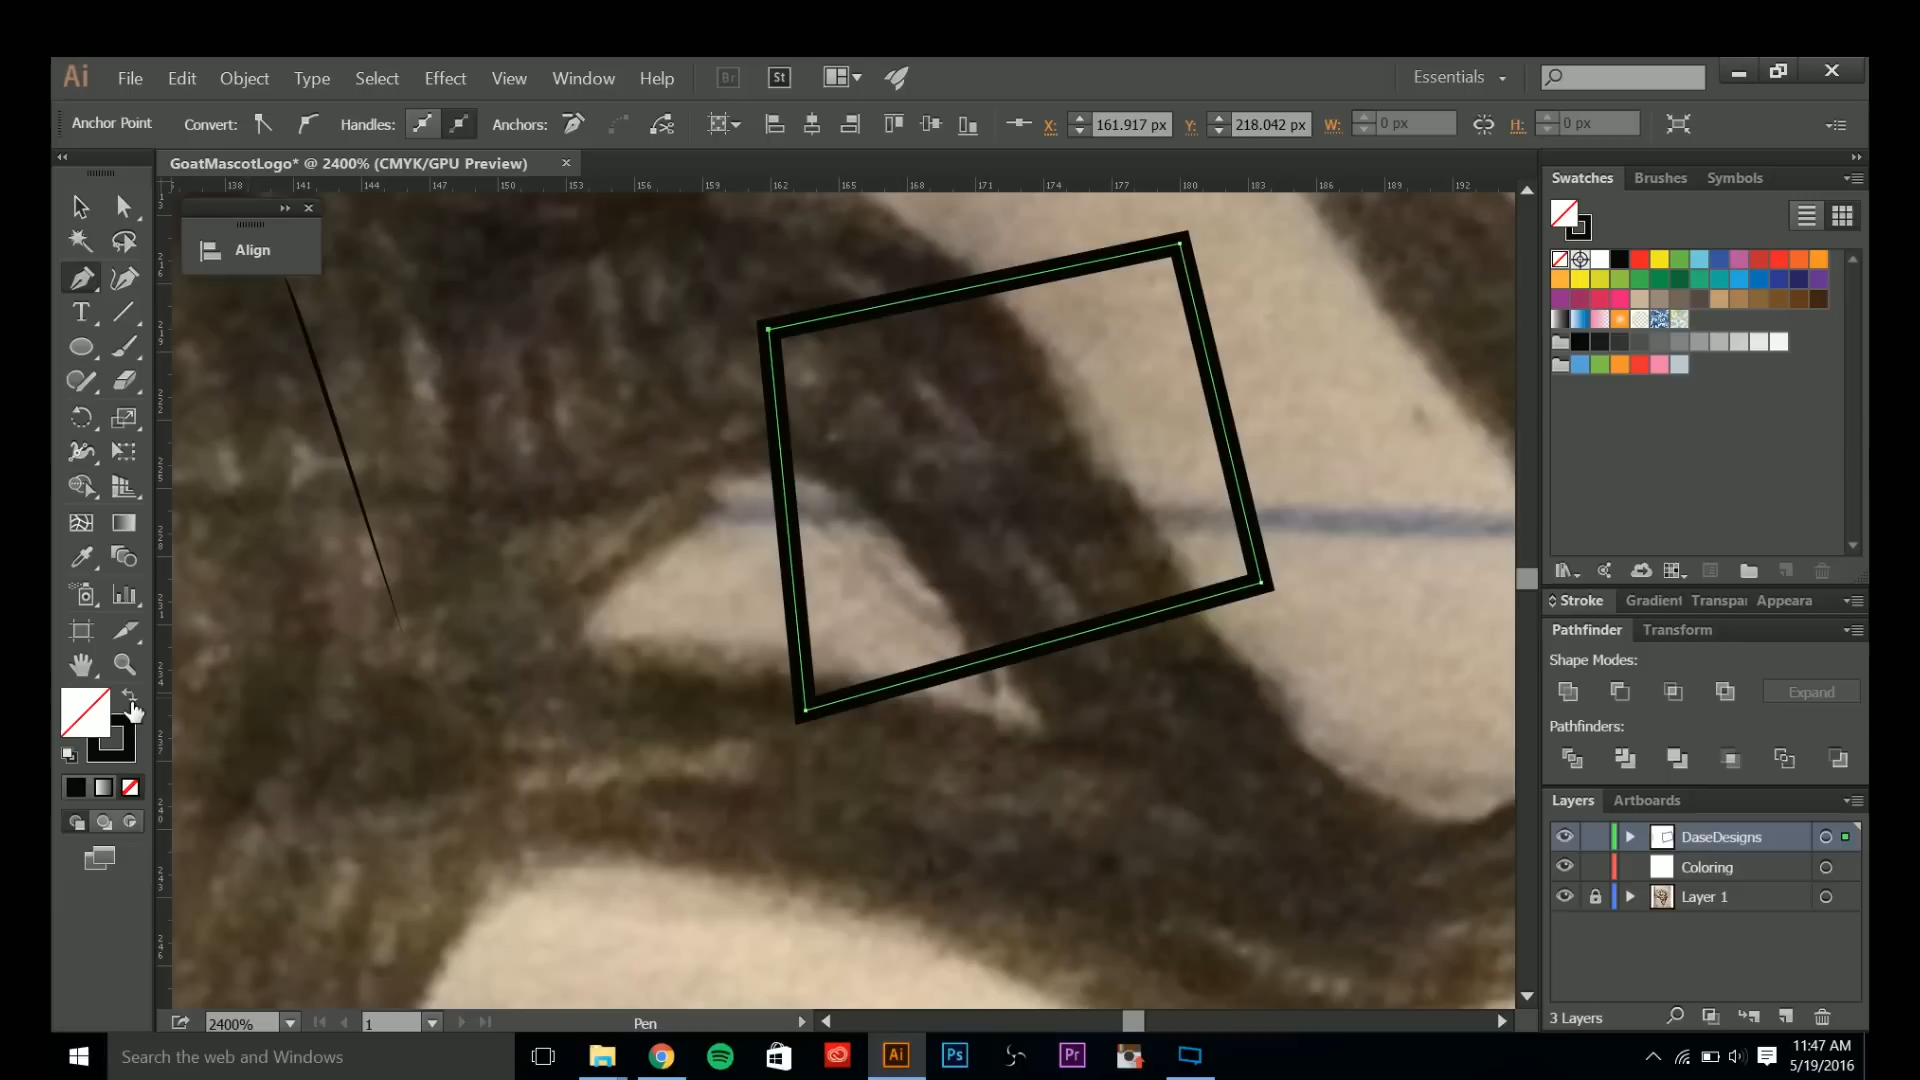 Ai File Edit Object Type Select Effect View Window Help Br St Essentials
Anchor Point Convert: Handles: Anchors: X: 161.917 px Y: 218.042 px W: 0 px H: 0 px
GoatMascotLogo* @ 2400% (CMYK/GPU Preview)
138 141 144 147 150 153 156 159 162 165 168 171 174 177 180 183 186 189 192
Align
Swatches Brushes Symbols
Stroke Gradient Transpa Appeara
Pathfinder Transform
Shape Modes:
Expand
Pathfinders:
Layers Artboards
DaseDesigns
Coloring
Layer 1
3 Layers
2400% 1 Pen
Search the web and Windows
Ai Ps Pr
11:47 AM
5/19/2016